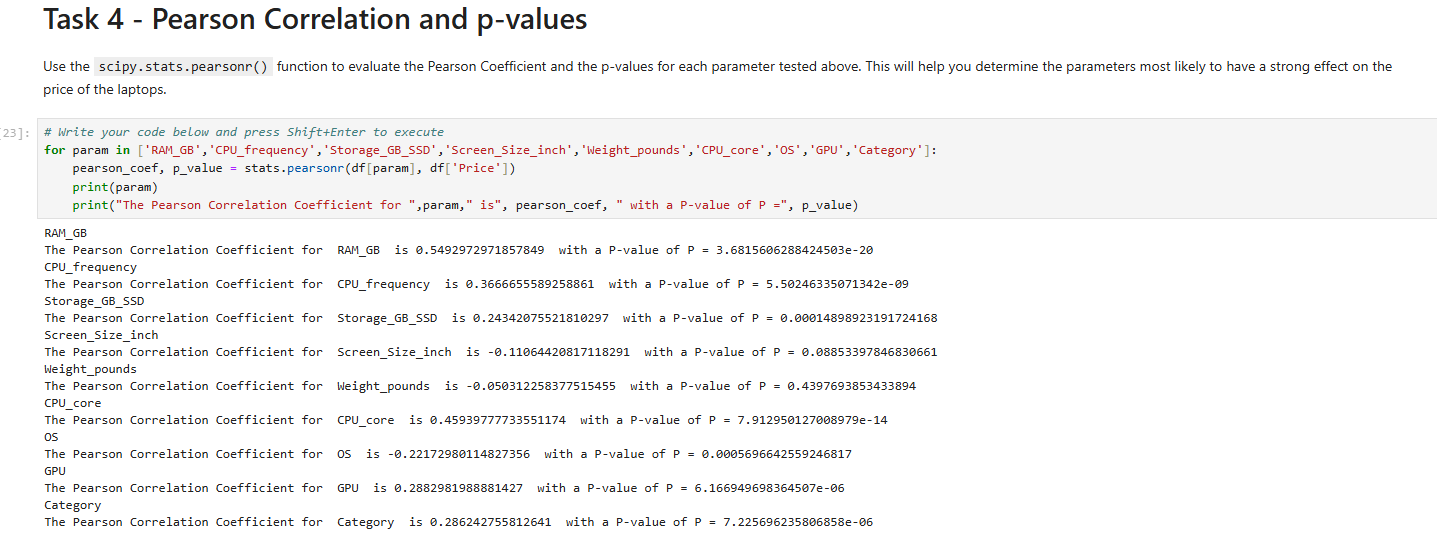 Task 4 - Pearson Correlation and p-values
Use the scipy.stats.pearsonr() function to evaluate the Pearson Coefficient and the p-values for each parameter tested above. This will help you determine the parameters most likely to have a strong effect on the
price of the laptops.
23]:
# Write your code below and press Shift+Enter to execute
for param in ['RAM_GB','CPU_frequency','Storage_GB_SSD','Screen_Size_inch','Weight_pounds','CPU_core','OS','GPU','Category']:
    pearson_coef, p_value = stats.pearsonr(df[param], df['Price'])
    print(param)
    print("The Pearson Correlation Coefficient for ",param," is", pearson_coef, " with a P-value of P =", p_value)
RAM_GB
The Pearson Correlation Coefficient for  RAM_GB  is 0.5492972971857849  with a P-value of P = 3.6815606288424503e-20
CPU_frequency
The Pearson Correlation Coefficient for  CPU_frequency  is 0.3666655589258861  with a P-value of P = 5.50246335071342e-09
Storage_GB_SSD
The Pearson Correlation Coefficient for  Storage_GB_SSD  is 0.24342075521810297  with a P-value of P = 0.00014898923191724168
Screen_Size_inch
The Pearson Correlation Coefficient for  Screen_Size_inch  is -0.11064420817118291  with a P-value of P = 0.08853397846830661
Weight_pounds
The Pearson Correlation Coefficient for  Weight_pounds  is -0.050312258377515455  with a P-value of P = 0.4397693853433894
CPU_core
The Pearson Correlation Coefficient for  CPU_core  is 0.45939777733551174  with a P-value of P = 7.912950127008979e-14
OS
The Pearson Correlation Coefficient for  OS  is -0.22172980114827356  with a P-value of P = 0.0005696642559246817
GPU
The Pearson Correlation Coefficient for  GPU  is 0.2882981988881427  with a P-value of P = 6.166949698364507e-06
Category
The Pearson Correlation Coefficient for  Category  is 0.286242755812641  with a P-value of P = 7.225696235806858e-06